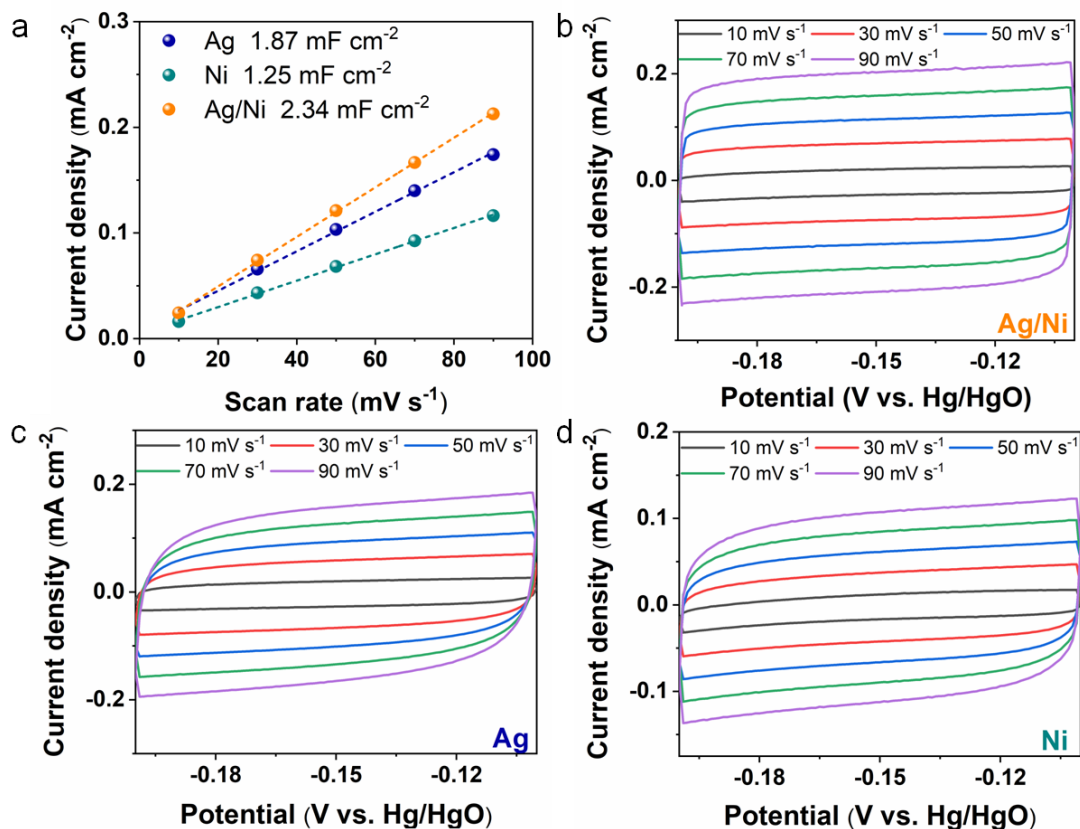 a
Current density (mA cm⁻²)
0.3
0.2
0.1
0.0
Ag 1.87 mF cm⁻²
Ni 1.25 mF cm⁻²
Ag/Ni 2.34 mF cm⁻²
0 20 40 60 80 100
Scan rate (mV s⁻¹)
b
Current density (mA cm⁻²)
0.2
0.0
-0.2
10 mV s⁻¹ 30 mV s⁻¹ 50 mV s⁻¹
70 mV s⁻¹ 90 mV s⁻¹
Ag/Ni
-0.18 -0.15 -0.12
Potential (V vs. Hg/HgO)
c
Current density (mA cm⁻²)
0.2
0.0
-0.2
10 mV s⁻¹ 30 mV s⁻¹ 50 mV s⁻¹
70 mV s⁻¹ 90 mV s⁻¹
Ag
-0.18 -0.15 -0.12
Potential (V vs. Hg/HgO)
d
Current density (mA cm⁻²)
0.2
0.1
0.0
-0.1
10 mV s⁻¹ 30 mV s⁻¹ 50 mV s⁻¹
70 mV s⁻¹ 90 mV s⁻¹
Ni
-0.18 -0.15 -0.12
Potential (V vs. Hg/HgO)